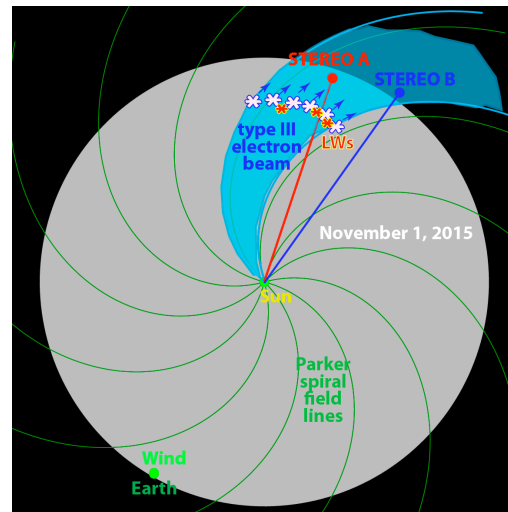 STEREO A
STEREO B
type III
electron
beam
LWs
November 1, 2015
Sun
Parker
spiral
field
lines
Wind
Earth